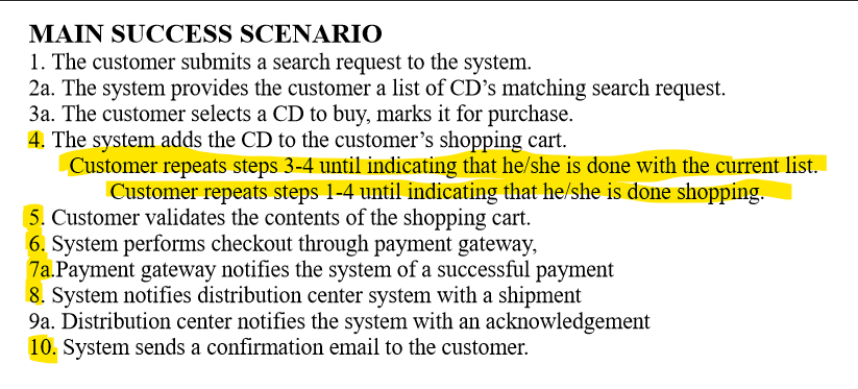 MAIN SUCCESS SCENARIO
1. The customer submits a search request to the system.
2a. The system provides the customer a list of CD’s matching search request.
3a. The customer selects a CD to buy, marks it for purchase.
4. The system adds the CD to the customer’s shopping cart.
Customer repeats steps 3-4 until indicating that he/she is done with the current list.
Customer repeats steps 1-4 until indicating that he/she is done shopping.
5. Customer validates the contents of the shopping cart.
6. System performs checkout through payment gateway,
7a.Payment gateway notifies the system of a successful payment
8. System notifies distribution center system with a shipment
9a. Distribution center notifies the system with an acknowledgement
10. System sends a confirmation email to the customer.